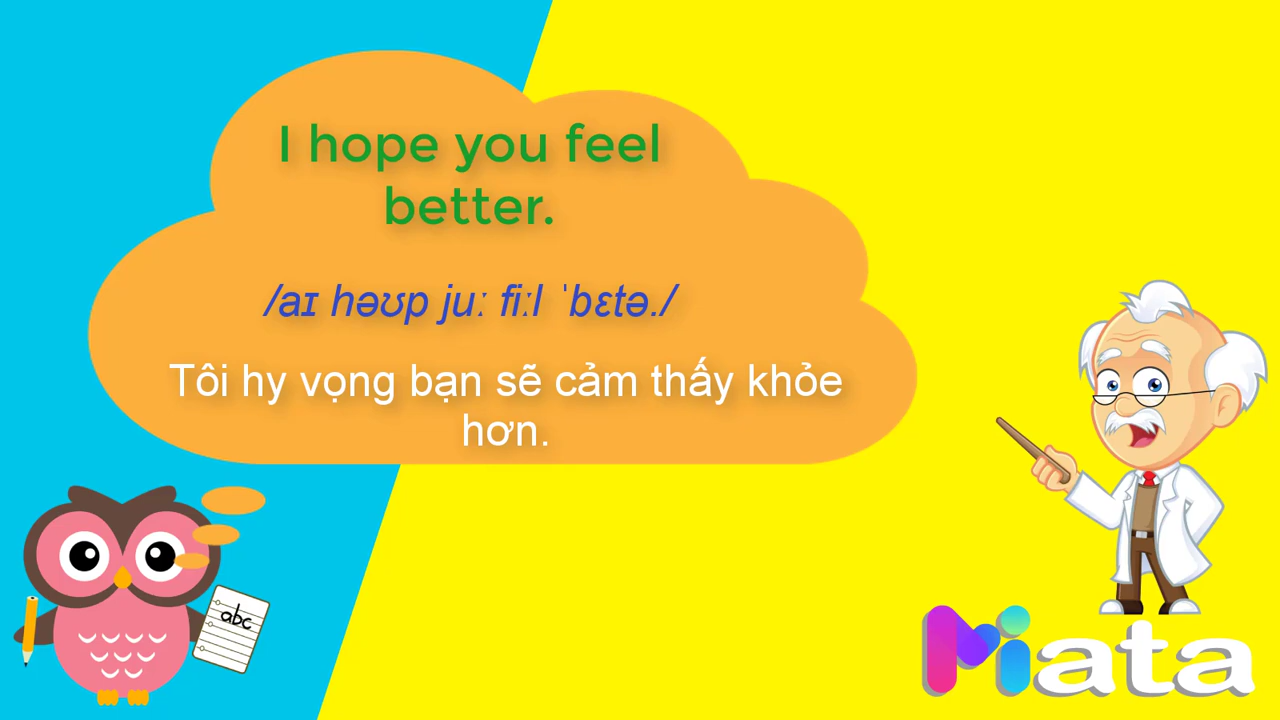 I hope you feel
better.
/aɪ həʊp juː fiːl ˈbɛtə./
Tôi hy vọng bạn sẽ cảm thấy khỏe
hơn.
abc
Mata